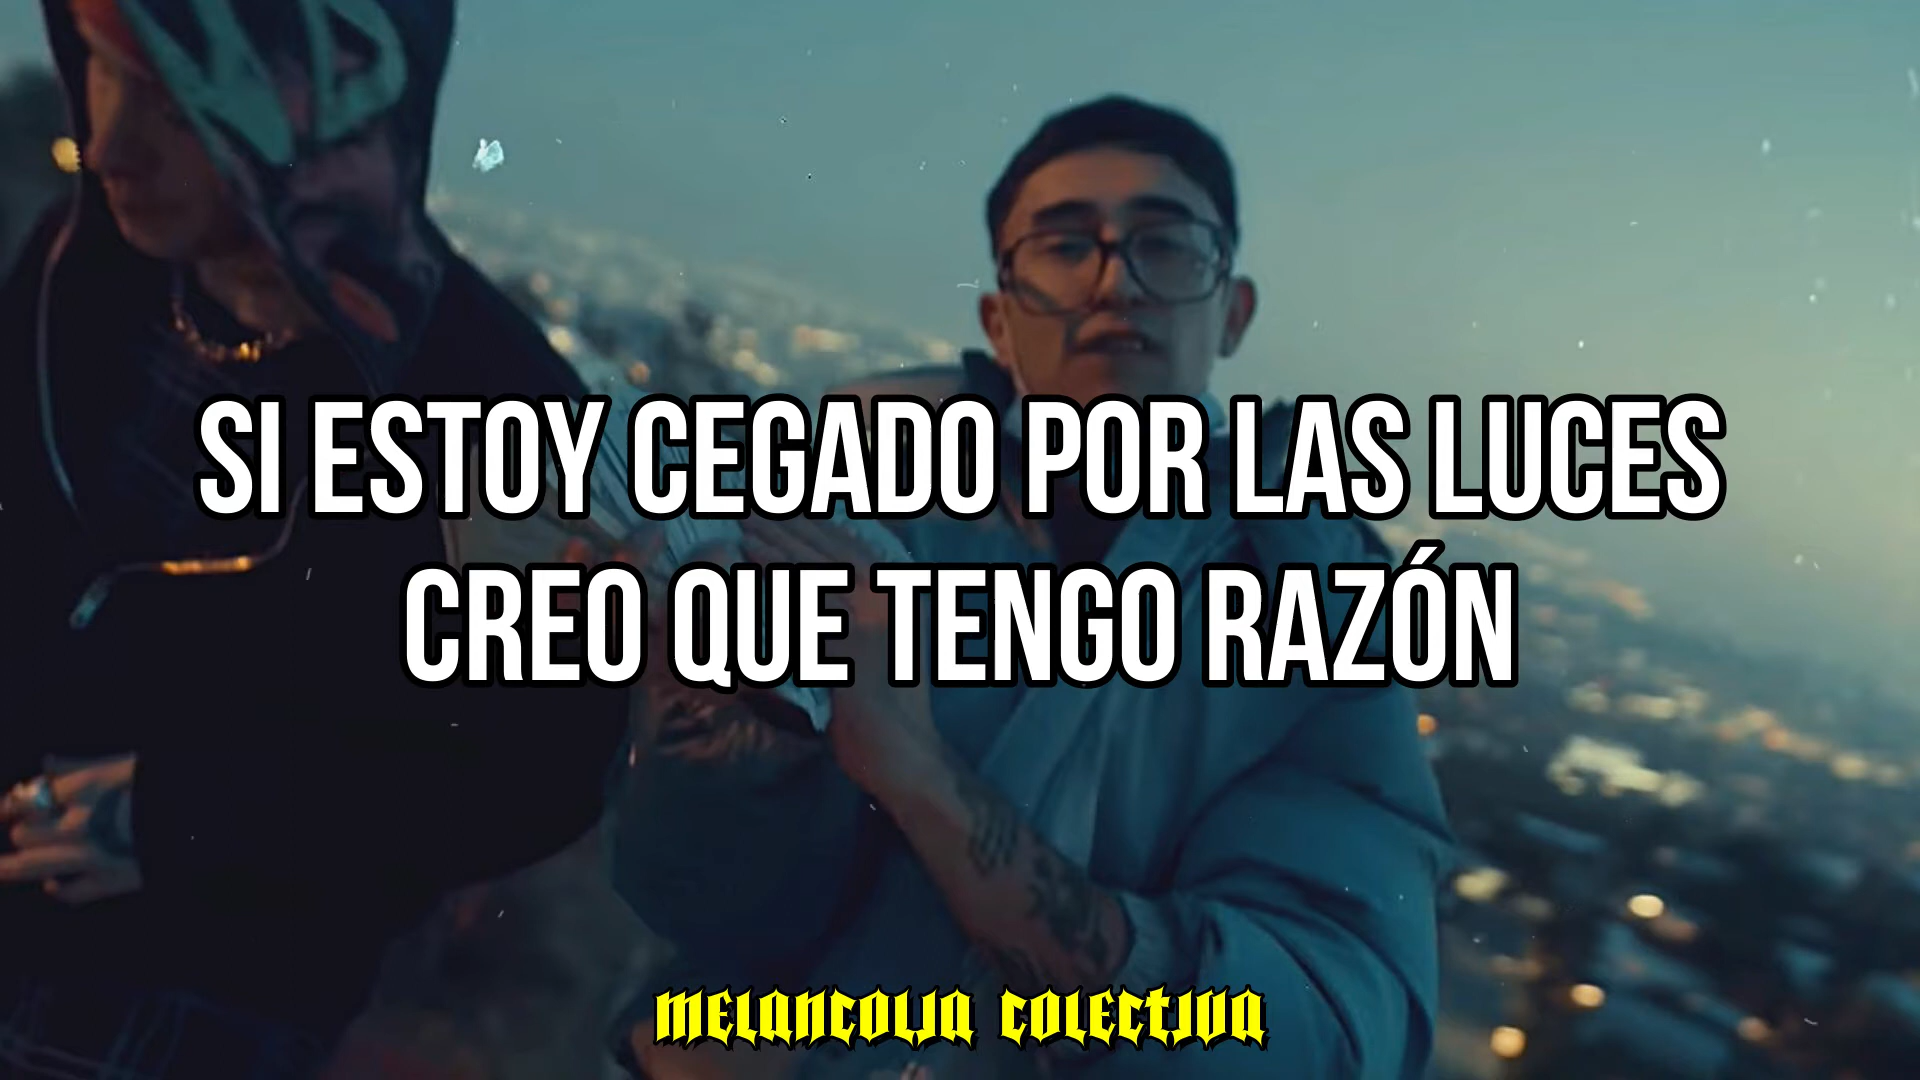 SI ESTOY CEGADO POR LAS LUCES
CREO QUE TENGO RAZÓN
MELANCOLIA COLECTIVA